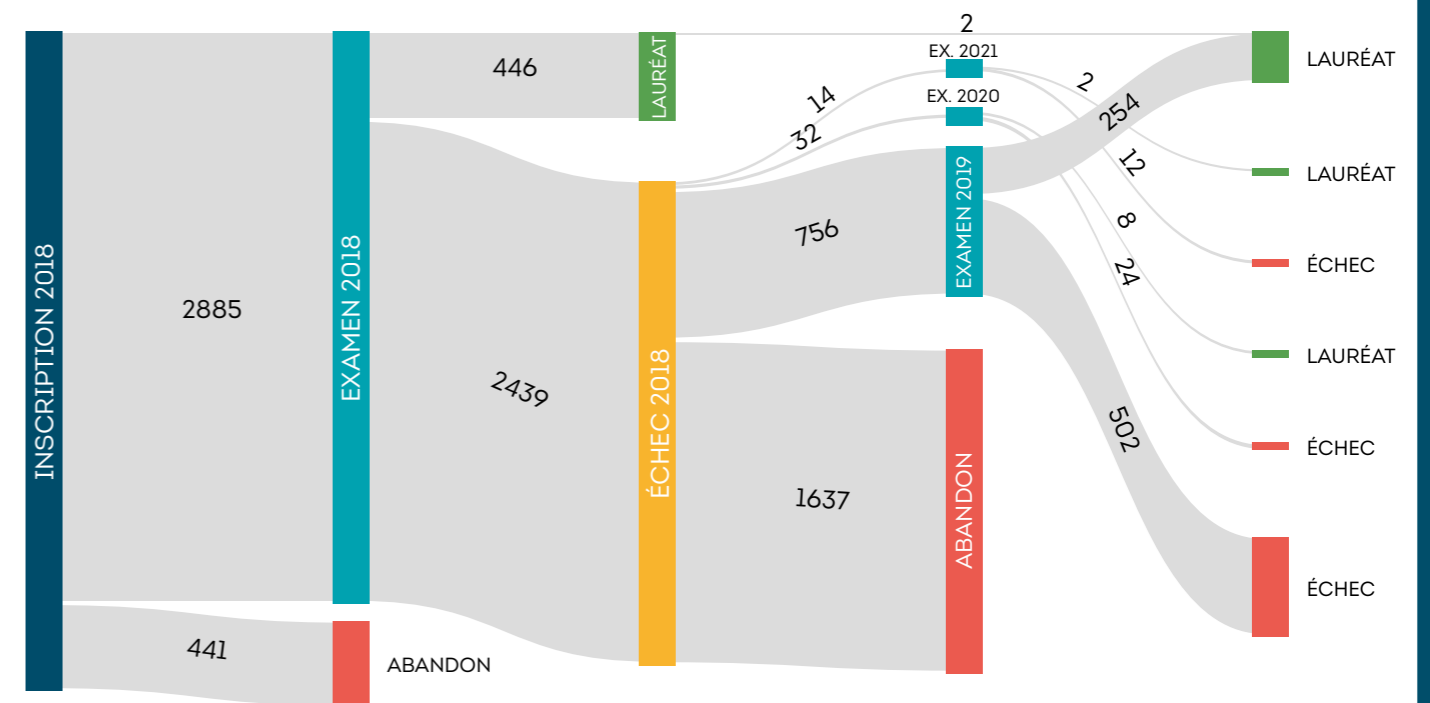 INSCRIPTION 2018
2885
441
EXAMEN 2018
ABANDON
446
2439
LAURÉAT
ÉCHEC 2018
2
14
32
756
1637
EX. 2021
EX. 2020
EXAMEN 2019
ABANDON
2
254
12
8
24
502
LAURÉAT
LAURÉAT
ÉCHEC
LAURÉAT
ÉCHEC
ÉCHEC